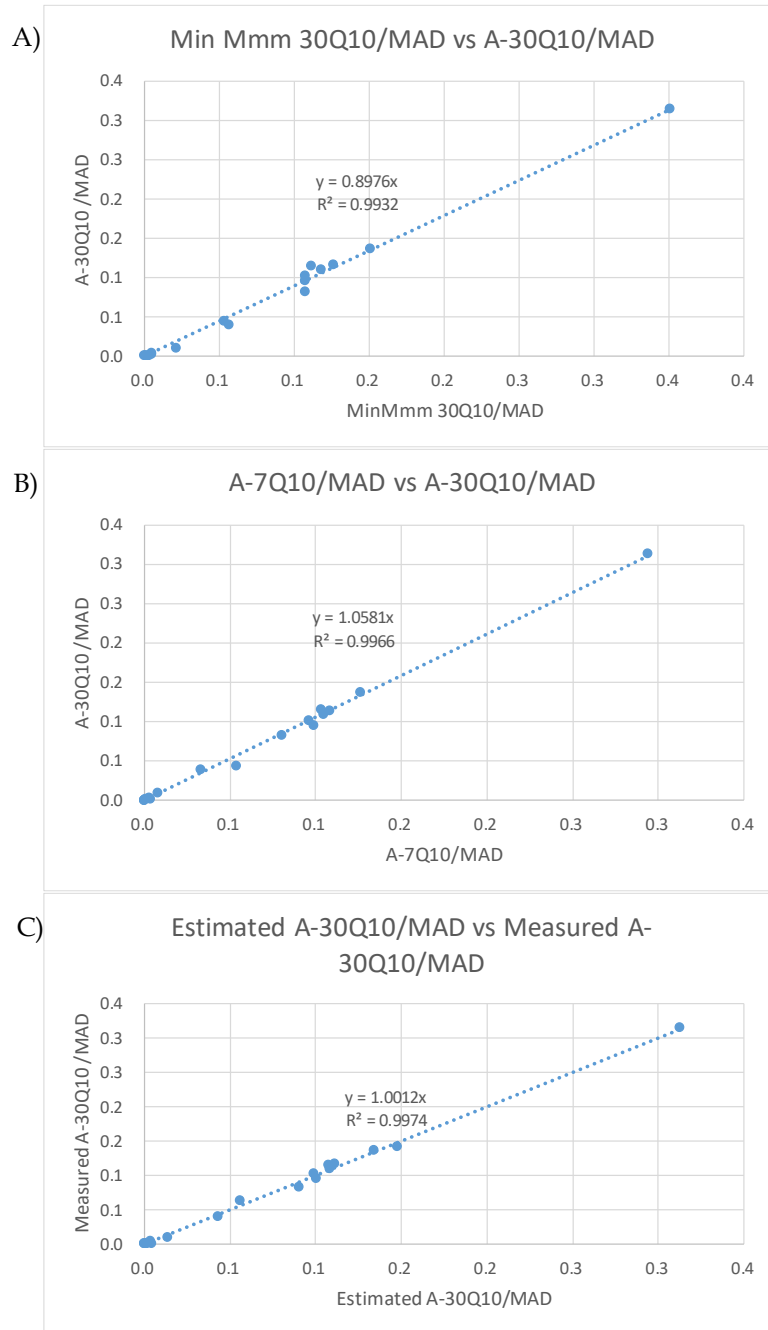 A)
Min Mmm 30Q10/MAD vs A-30Q10/MAD
0.4
0.3
0.3
0.2
0.2
0.1
0.1
0.0
A-30Q10 /MAD
y = 0.8976x
R² = 0.9932
0.0 0.1 0.1 0.2 0.2 0.3 0.3 0.4 0.4
MinMmm 30Q10/MAD
B)
A-7Q10/MAD vs A-30Q10/MAD
0.4
0.3
0.3
0.2
0.2
0.1
0.1
0.0
A-30Q10 /MAD
y = 1.0581x
R² = 0.9966
0.0 0.1 0.1 0.2 0.2 0.3 0.3 0.4
A-7Q10/MAD
C)
Estimated A-30Q10/MAD vs Measured A-
30Q10/MAD
0.4
0.3
0.3
0.2
0.2
0.1
0.1
0.0
Measured A-30Q10 /MAD
y = 1.0012x
R² = 0.9974
0.0 0.1 0.1 0.2 0.2 0.3 0.3 0.4
Estimated A-30Q10/MAD